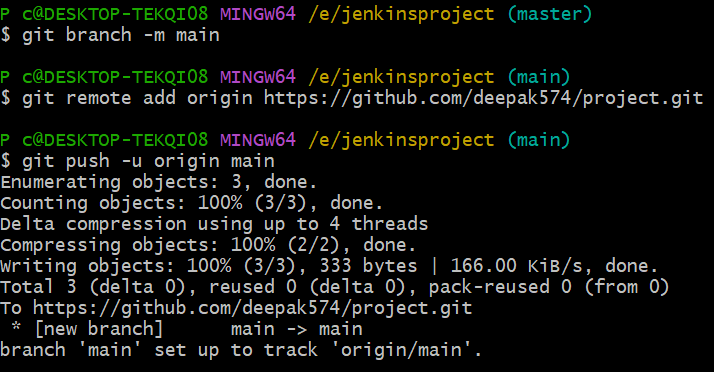 P c@DESKTOP-TEKQIO8 MINGW64 /e/jenkinsproject (master)
$ git branch -m main
P c@DESKTOP-TEKQIO8 MINGW64 /e/jenkinsproject (main)
$ git remote add origin https://github.com/deepak574/project.git
P c@DESKTOP-TEKQIO8 MINGW64 /e/jenkinsproject (main)
$ git push -u origin main
Enumerating objects: 3, done.
Counting objects: 100% (3/3), done.
Delta compression using up to 4 threads
Compressing objects: 100% (2/2), done.
Writing objects: 100% (3/3), 333 bytes | 166.00 KiB/s, done.
Total 3 (delta 0), reused 0 (delta 0), pack-reused 0 (from 0)
To https://github.com/deepak574/project.git
 * [new branch]      main -> main
branch 'main' set up to track 'origin/main'.